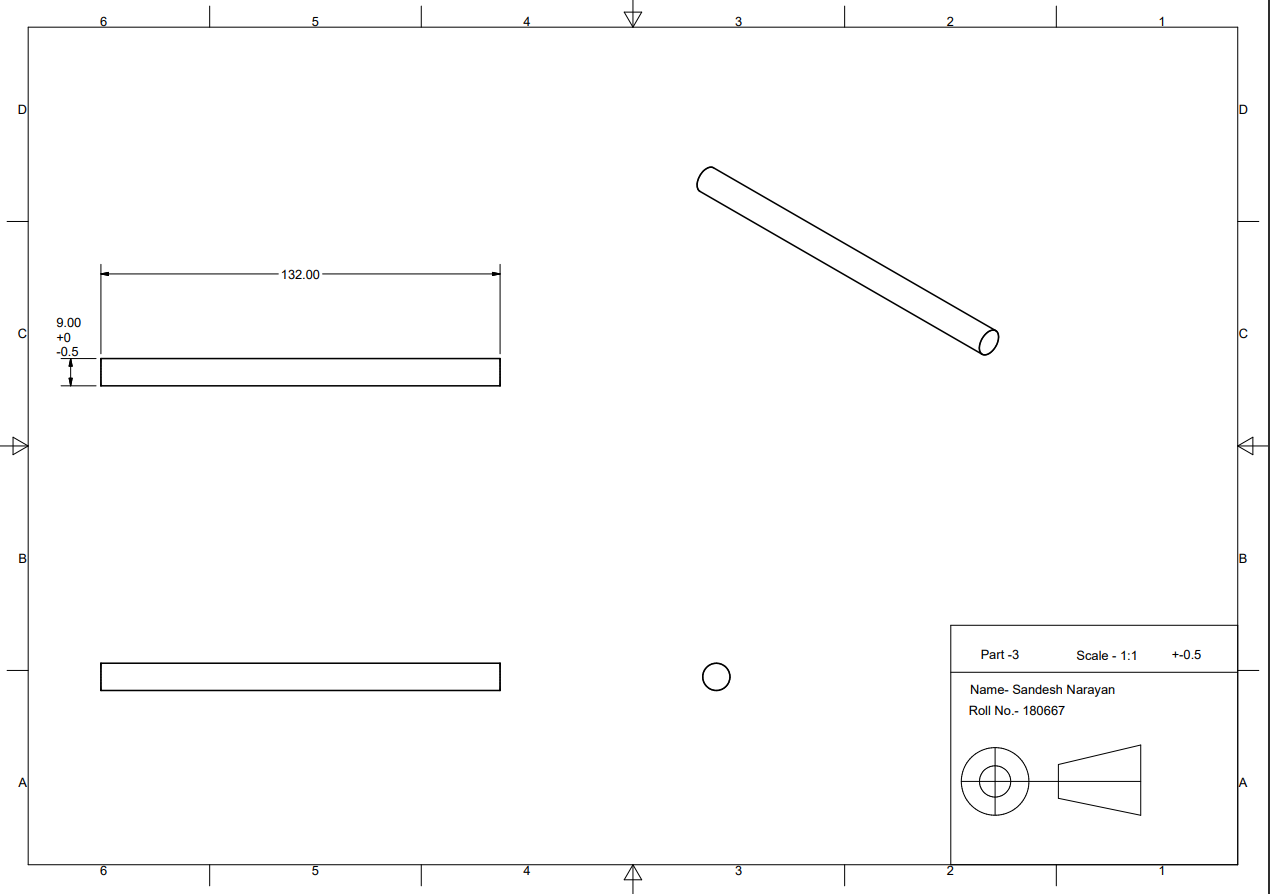 6 5 4 3 2 1
D D
132.00
9.00
+0
-0.5
C C
B B
Part -3 Scale - 1:1 +-0.5
Name- Sandesh Narayan
Roll No.- 180667
A A
6 5 4 3 2 1